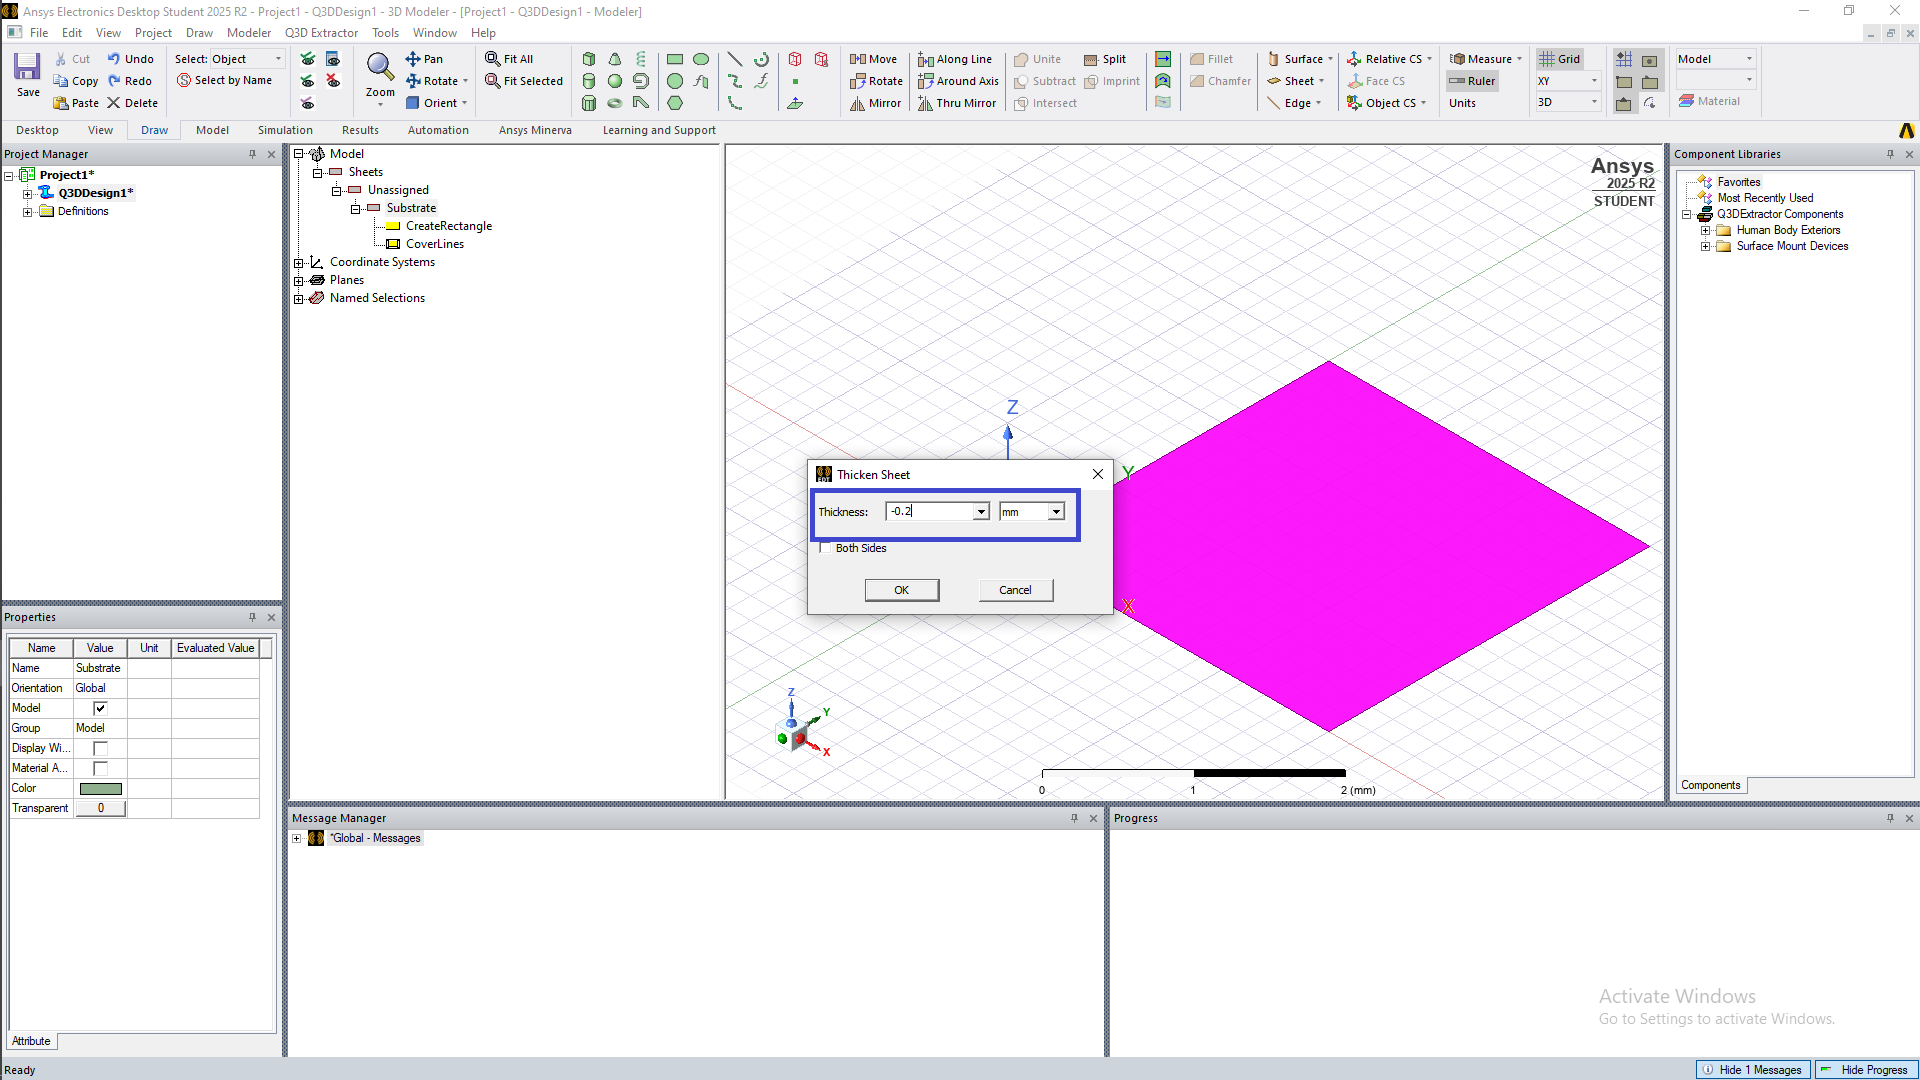 Ansys Electronics Desktop Student 2025 R2 - Project1 - Q3DDesign1 - 3D Modeler - [Project1 - Q3DDesign1 - Modeler]
File Edit View Project Draw Modeler Q3D Extractor Tools Window Help
Save
Cut Undo
Copy Redo
Paste Delete
Select: Object
Select by Name
Zoom
Pan
Rotate
Orient
Fit All
Fit Selected
Move Along Line
Rotate Around Axis
Mirror Thru Mirror
Unite Split
Subtract Imprint
Intersect
Fillet
Chamfer
Surface
Sheet
Edge
Relative CS
Face CS
Object CS
Measure
Ruler
Units
Grid
XY
3D
Model
Material
Desktop View Draw Model Simulation Results Automation Ansys Minerva Learning and Support
Project Manager
Project1*
Q3DDesign1*
Definitions
Model
Sheets
Unassigned
Substrate
CreateRectangle
CoverLines
Coordinate Systems
Planes
Named Selections
Ansys
2025 R2
STUDENT
Z
Y
X
Thicken Sheet
Thickness: -0.2 mm
Both Sides
OK Cancel
Z
Y
X
0 1 2 (mm)
Component Libraries
Favorites
Most Recently Used
Q3DExtractor Components
Human Body Exteriors
Surface Mount Devices
Components
Properties
Name Value Unit Evaluated Value
Name Substrate
Orientation Global
Model
Group Model
Display Wi...
Material A...
Color
Transparent 0
Attribute
Message Manager
*Global - Messages
Progress
Activate Windows
Go to Settings to activate Windows.
Ready
Hide 1 Messages Hide Progress